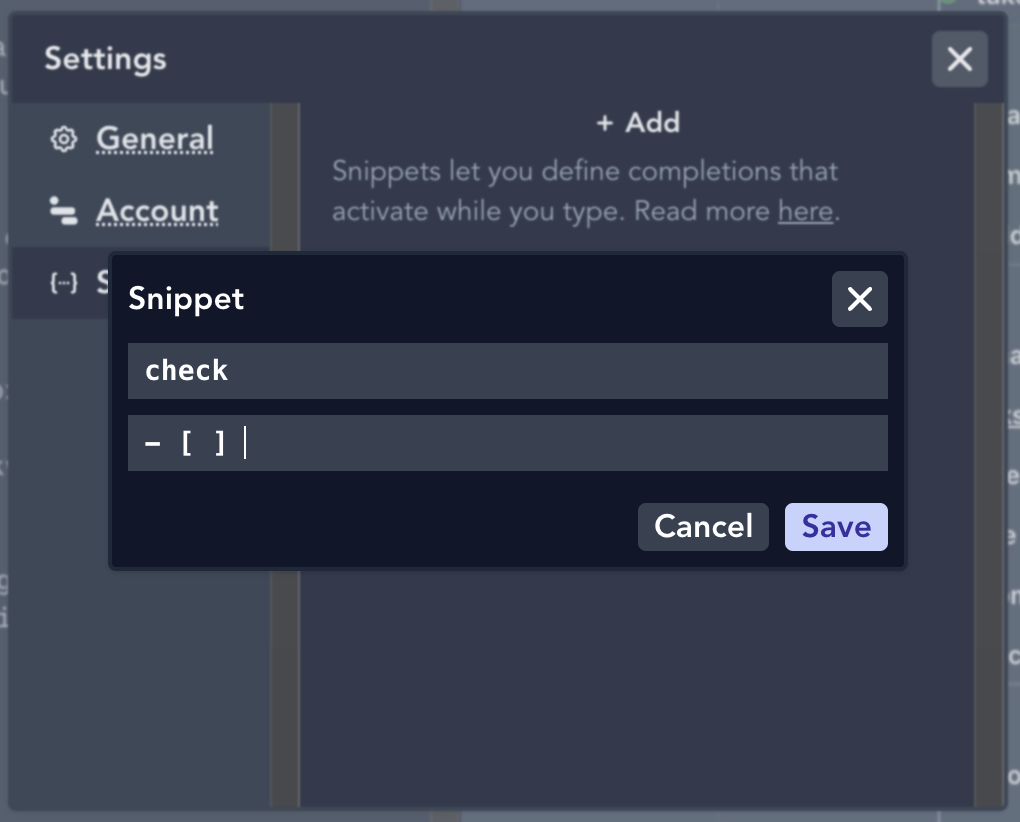 Settings
General
Account
+ Add
Snippets let you define completions that
activate while you type. Read more here.
Snippet
check
- [ ]
Cancel
Save